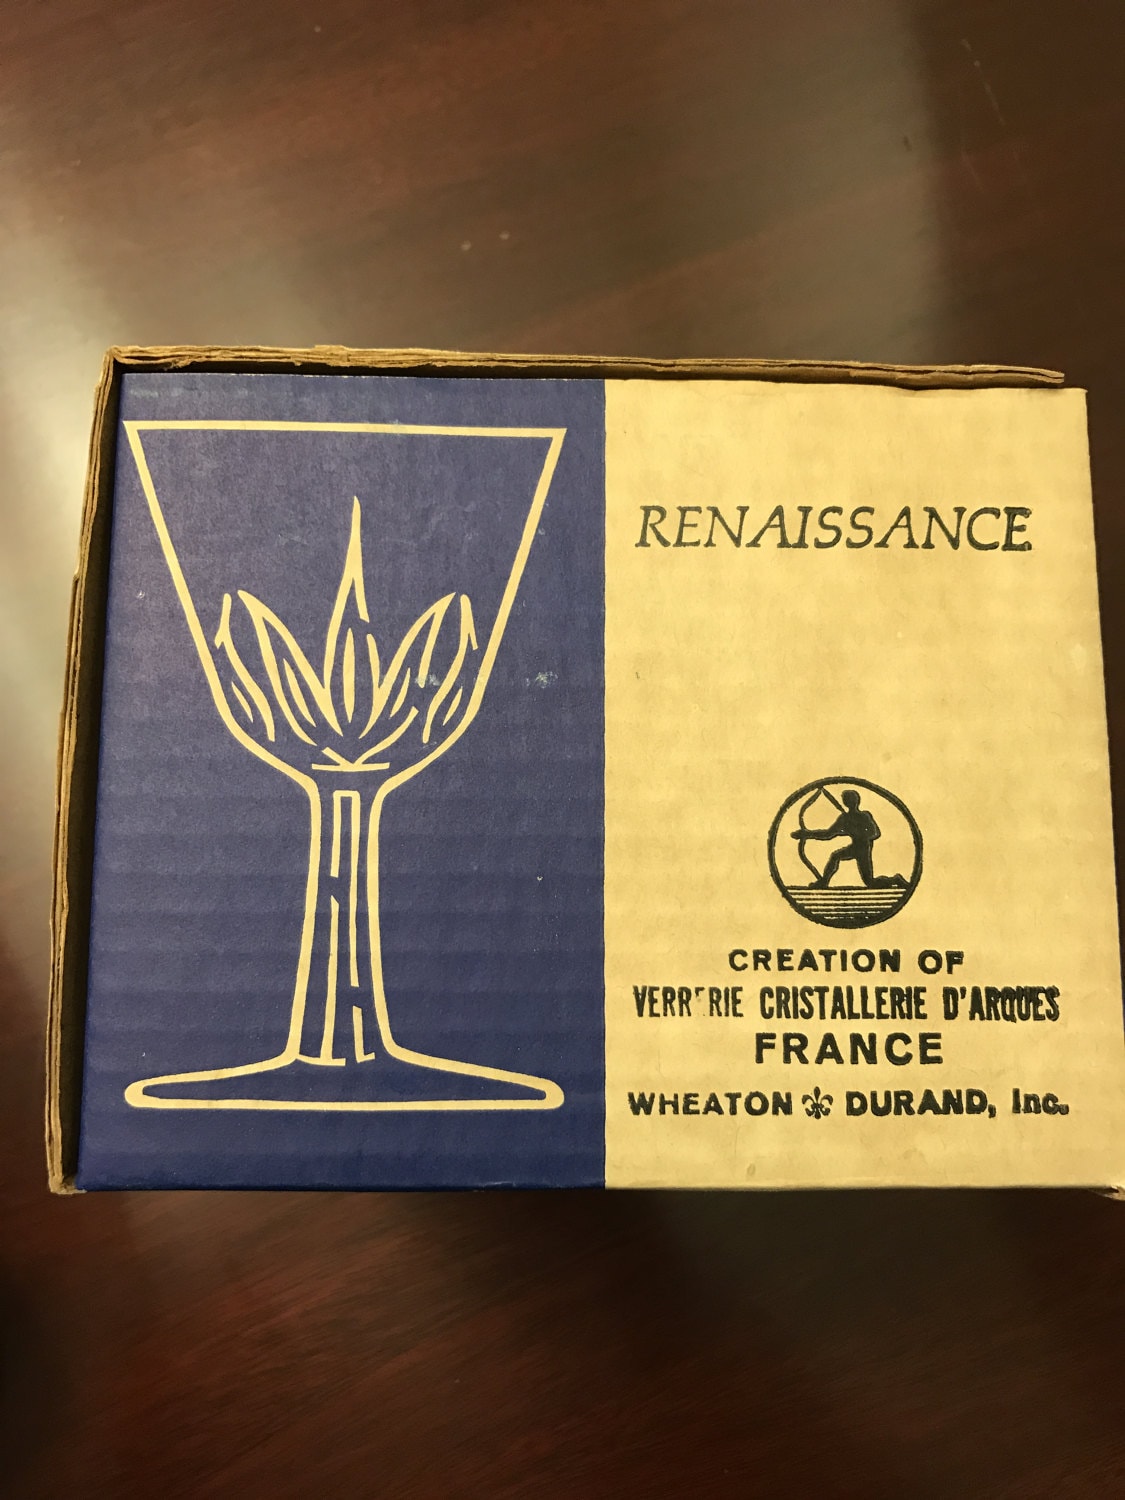 RENAISSANCE
CREATION OF
VERRERIE CRISTALLERIE D'ARQUES
FRANCE
WHEATON DURAND, Inc.